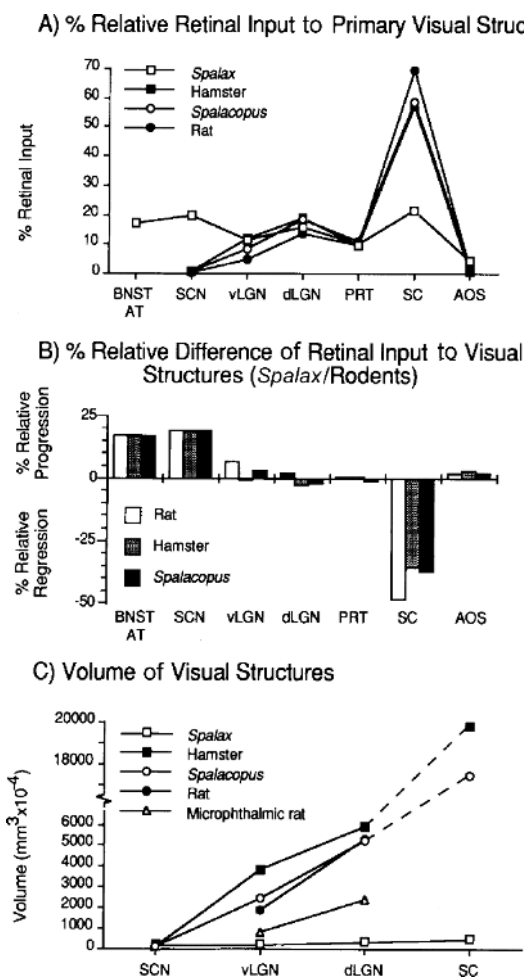 A) % Relative Retinal Input to Primary Visual Struct
Spalax
Hamster
Spalacopus
Rat
% Retinal Input
70
60
50
40
30
20
10
0
BNST SCN vLGN dLGN PRT SC AOS
AT
B) % Relative Difference of Retinal Input to Visual
Structures (Spalax/Rodents)
% Relative
Progression
% Relative
Regression
25
0
-25
-50
Rat
Hamster
Spalacopus
BNST SCN vLGN dLGN PRT SC AOS
AT
C) Volume of Visual Structures
Spalax
Hamster
Spalacopus
Rat
Microphthalmic rat
Volume (mm³x10⁻⁴)
20000
18000
6000
5000
4000
3000
2000
1000
0
SCN vLGN dLGN SC